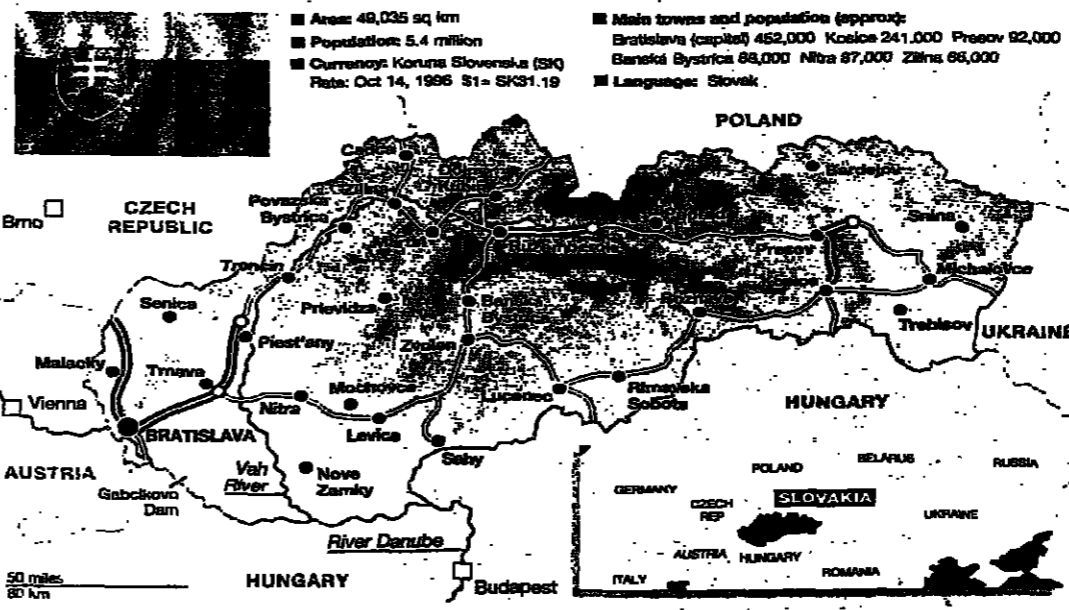 Area: 49,035 sq km
Population: 5.4 million
Currency: Koruna Slovenska (SK)
Rate: Oct 14, 1996 $1= SK31.19
Main towns and population (approx):
Bratislava (capital) 452,000 Kosice 241,000 Presov 92,000
Banská Bystrica 88,000 Nitra 87,000 Zilina 86,000
Language: Slovak
POLAND
Bardejov
Povazska
Bystrica
Brno
CZECH
REPUBLIC
Snina
Presov
Trencin
Michalovce
Senica
Prievidza
Trebisov
UKRAINE
Piest'any
Zvolen
Malacky
Trnava
Mochovce
Lucenec
Rimavska
Sobota
Vienna
Nitra
HUNGARY
BRATISLAVA
Levice
Sahy
AUSTRIA
Vah
River
Nove
Zamky
Gabcikovo
Dam
River Danube
50 miles
80 km
HUNGARY
Budapest
POLAND
BELARUS
RUSSIA
GERMANY
CZECH
REP
SLOVAKIA
UKRAINE
AUSTRIA
HUNGARY
ITALY
ROMANIA